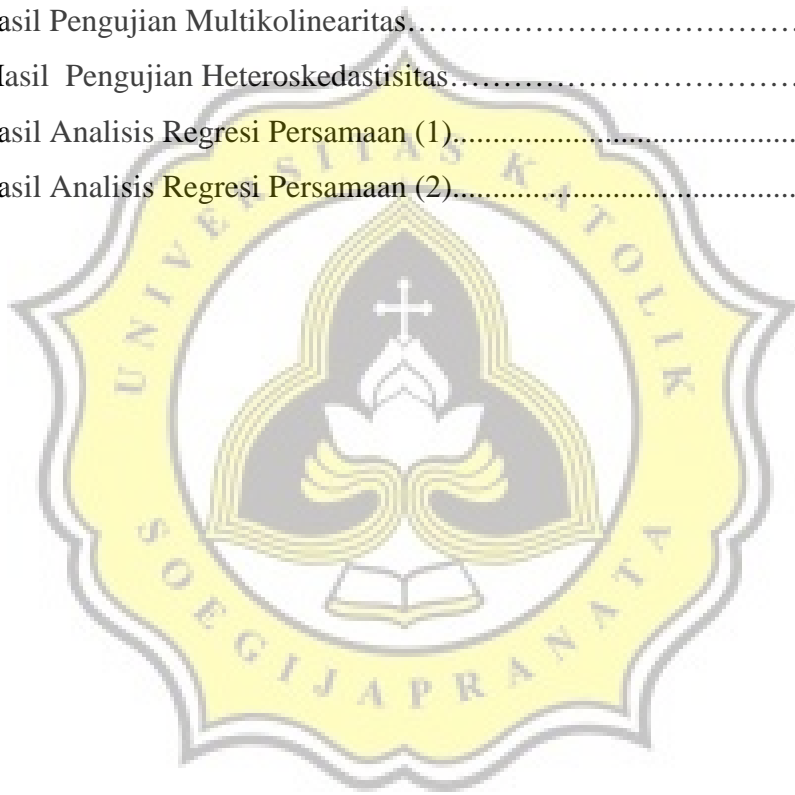 asil Pengujian Multikolinearitas……………………………………
Hasil  Pengujian Heteroskedastisitas…………………………………
asil Analisis Regresi Persamaan (1)..............................................
asil Analisis Regresi Persamaan (2)..............................................
UNIVERSITAS KATOLIK
SOEGIJAPRANATA